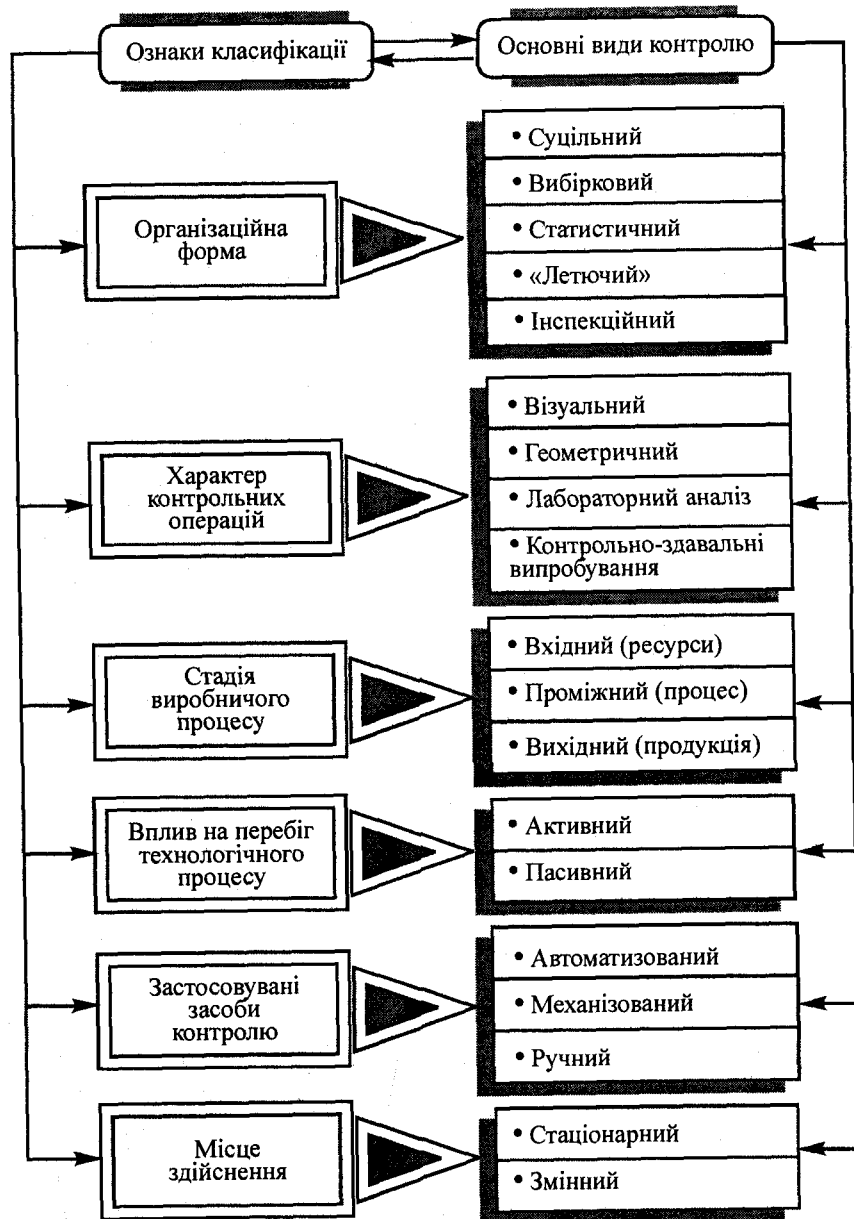 Ознаки класифікації
Основні види контролю
Організаційна
форма
• Суцільний
• Вибірковий
• Статистичний
• «Летючий»
• Інспекційний
Характер
контрольних
операцій
• Візуальний
• Геометричний
• Лабораторний аналіз
• Контрольно-здавальні
випробування
Стадія
виробничого
процесу
• Вхідний (ресурси)
• Проміжний (процес)
• Вихідний (продукція)
Вплив на перебіг
технологічного
процесу
• Активний
• Пасивний
Застосовувані
засоби
контролю
• Автоматизований
• Механізований
• Ручний
Місце
здійснення
• Стаціонарний
• Змінний